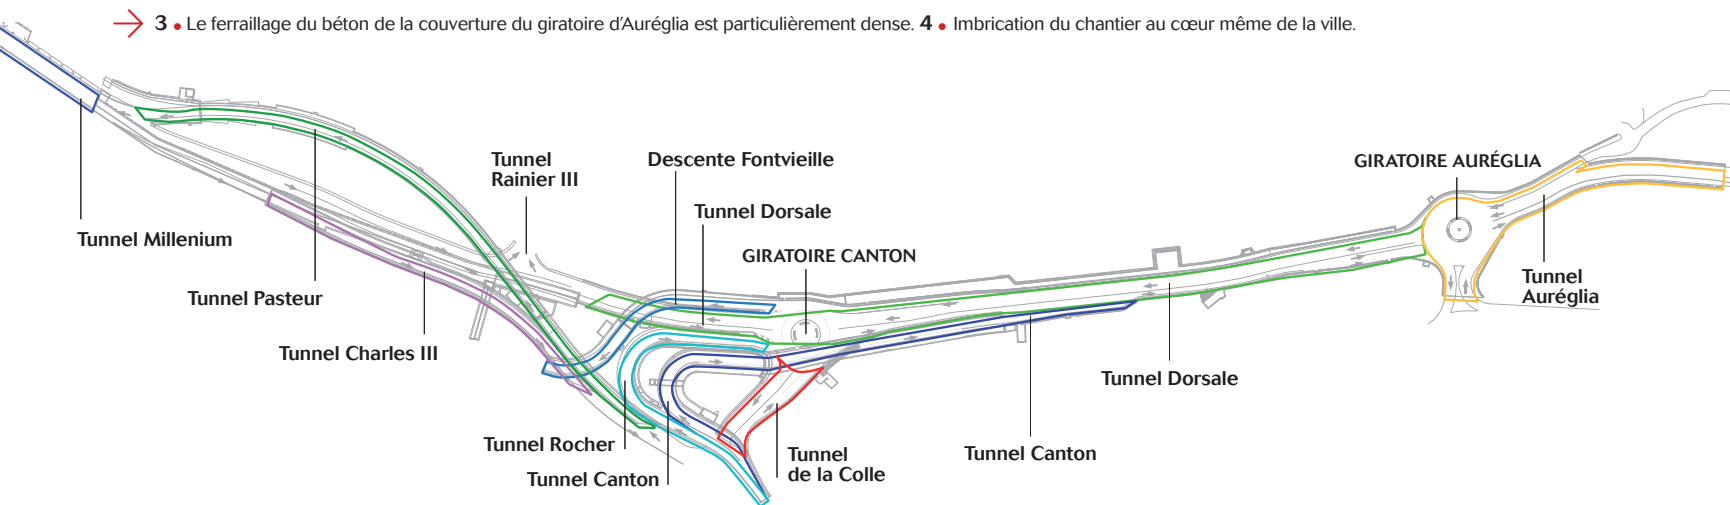 3 • Le ferraillage du béton de la couverture du giratoire d’Auréglia est particulièrement dense. 4 • Imbrication du chantier au cœur même de la ville.
Tunnel
Rainier III
Descente Fontvieille
GIRATOIRE AURÉGLIA
Tunnel Dorsale
Tunnel Millenium
GIRATOIRE CANTON
Tunnel
Auréglia
Tunnel Pasteur
Tunnel Charles III
Tunnel Dorsale
Tunnel Rocher
Tunnel Canton
Tunnel
de la Colle
Tunnel Canton